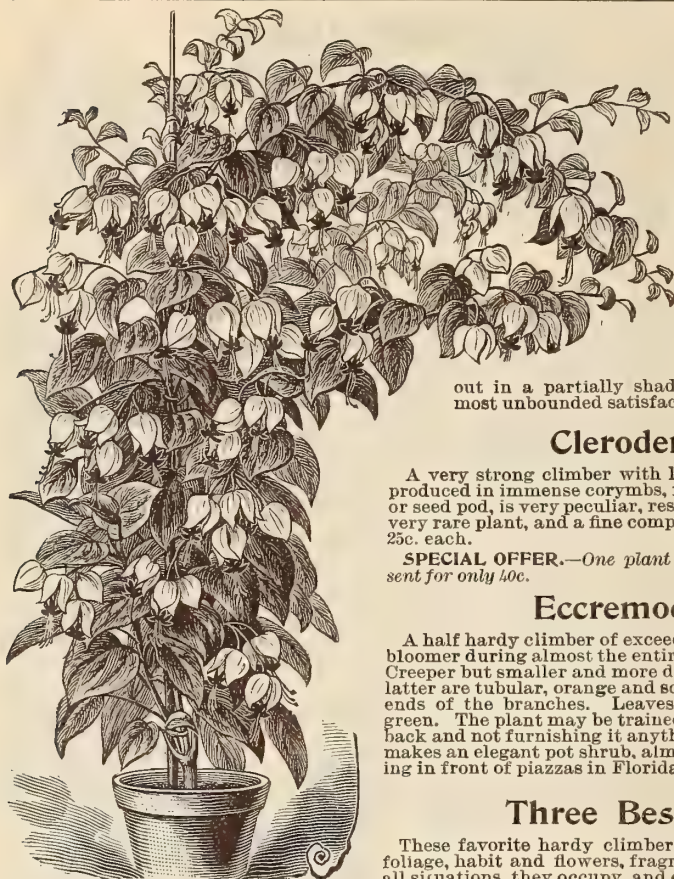 out in a partially shad
most unbounded satisfac
Cleroder
A very strong climber with l
produced in immense corymbs,
or seed pod, is very peculiar, res
very rare plant, and a fine comp
25c. each.
SPECIAL OFFER.—One plant
sent for only 40c.
Eccremoc
A half hardy climber of exceed
bloomer during almost the entir
Creeper but smaller and more d
latter are tubular, orange and sc
ends of the branches. Leaves
green. The plant may be trained
back and not furnishing it anyth
makes an elegant pot shrub, alm
ing in front of piazzas in Florida
Three Bes
These favorite hardy climber
foliage, habit and flowers, fragr
all situations they occupy, and